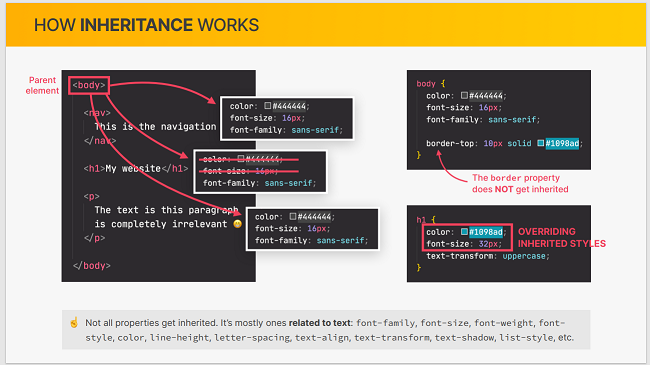 HOW INHERITANCE WORKS
Parent
element
<body>
<nav>
This is the navigation
</nav>
<h1>My website</h1>
<p>
The text is this paragraph
is completely irrelevant 😄
</p>
</body>
color: #444444;
font-size: 16px;
font-family: sans-serif;
color: #444444;
font-size: 16px;
font-family: sans-serif;
color: #444444;
font-size: 16px;
font-family: sans-serif;
body {
color: #444444;
font-size: 16px;
font-family: sans-serif;
border-top: 10px solid #1098ad;
}
The border property
does NOT get inherited
h1 {
color: #1098ad;
font-size: 32px;
text-transform: uppercase;
}
OVERRIDING
INHERITED STYLES
☝️ Not all properties get inherited. It's mostly ones related to text: font-family, font-size, font-weight, font-
style, color, line-height, letter-spacing, text-align, text-transform, text-shadow, list-style, etc.